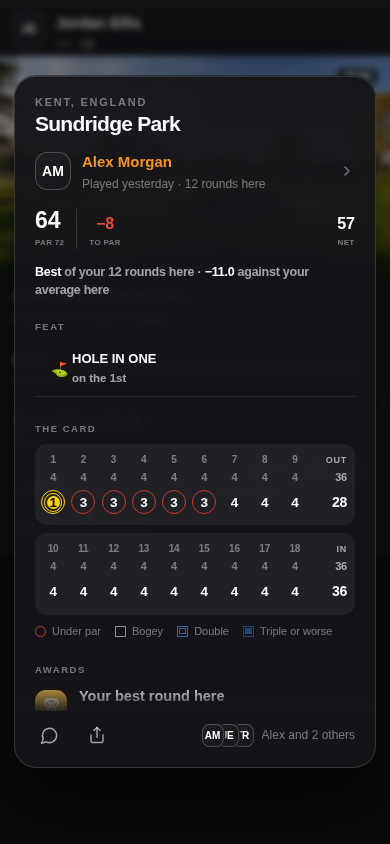 Jordan Ellis
KENT, ENGLAND
Sundridge Park
AM
Alex Morgan
Played yesterday · 12 rounds here
64 −8 57
PAR 72 TO PAR NET
Best of your 12 rounds here · −11.0 against your
average here
FEAT
HOLE IN ONE
on the 1st
THE CARD
1 2 3 4 5 6 7 8 9 OUT
4 4 4 4 4 4 4 4 4 36
1 3 3 3 3 3 4 4 4 28
10 11 12 13 14 15 16 17 18 IN
4 4 4 4 4 4 4 4 4 36
4 4 4 4 4 4 4 4 4 36
Under par Bogey Double Triple or worse
AWARDS
Your best round here
AM Alex and 2 others